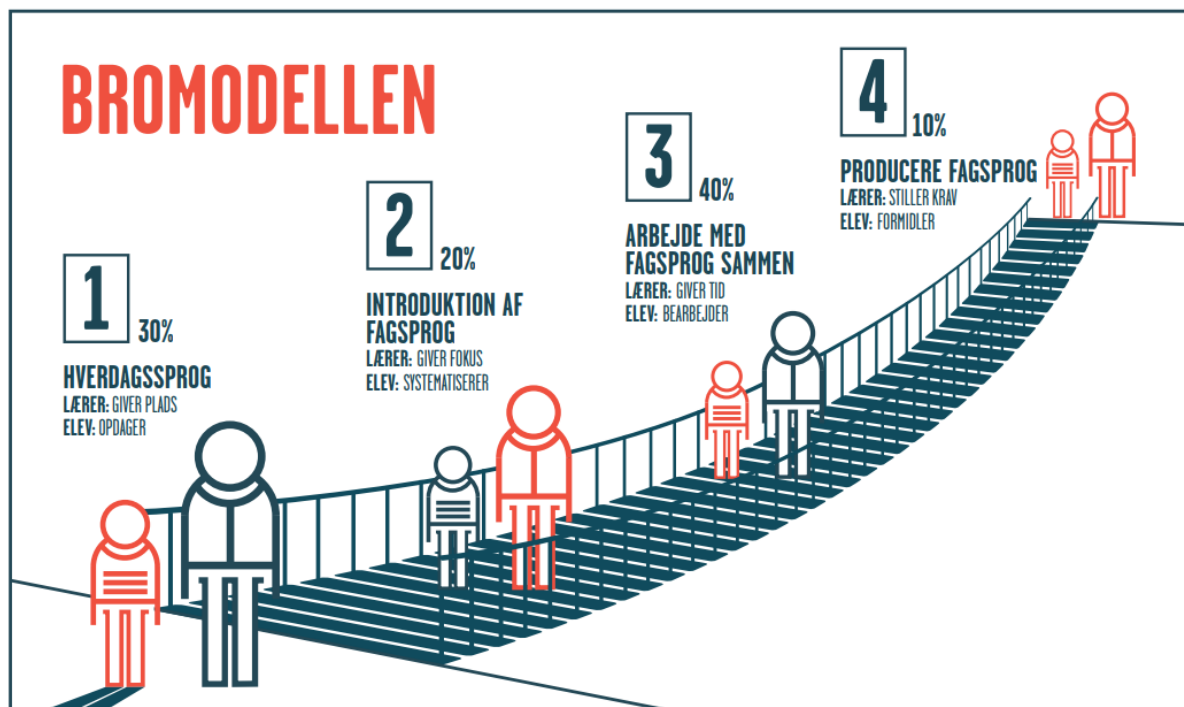 BROMODELLEN
1
30%
HVERDAGSSPROG
LÆRER: GIVER PLADS
ELEV: OPDAGER
2
20%
INTRODUKTION AF
FAGSPROG
LÆRER: GIVER FOKUS
ELEV: SYSTEMATISERER
3
40%
ARBEJDE MED
FAGSPROG SAMMEN
LÆRER: GIVER TID
ELEV: BEARBEJDER
4
10%
PRODUCERE FAGSPROG
LÆRER: STILLER KRAV
ELEV: FORMIDLER